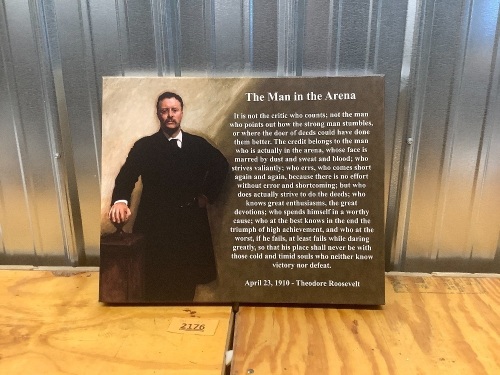 The Man in the Arena
It is not the critic who counts; not the man
who points out how the strong man stumbles,
or where the doer of deeds could have done
them better. The credit belongs to the man
who is actually in the arena, whose face is
marred by dust and sweat and blood; who
strives valiantly; who errs, who comes short
again and again, because there is no effort
without error and shortcoming; but who
does actually strive to do the deeds; who
knows great enthusiasms, the great
devotions; who spends himself in a worthy
cause; who at the best knows in the end the
triumph of high achievement, and who at the
worst, if he fails, at least fails while daring
greatly, so that his place shall never be with
those cold and timid souls who neither know
victory nor defeat.
April 23, 1910 - Theodore Roosevelt
2176